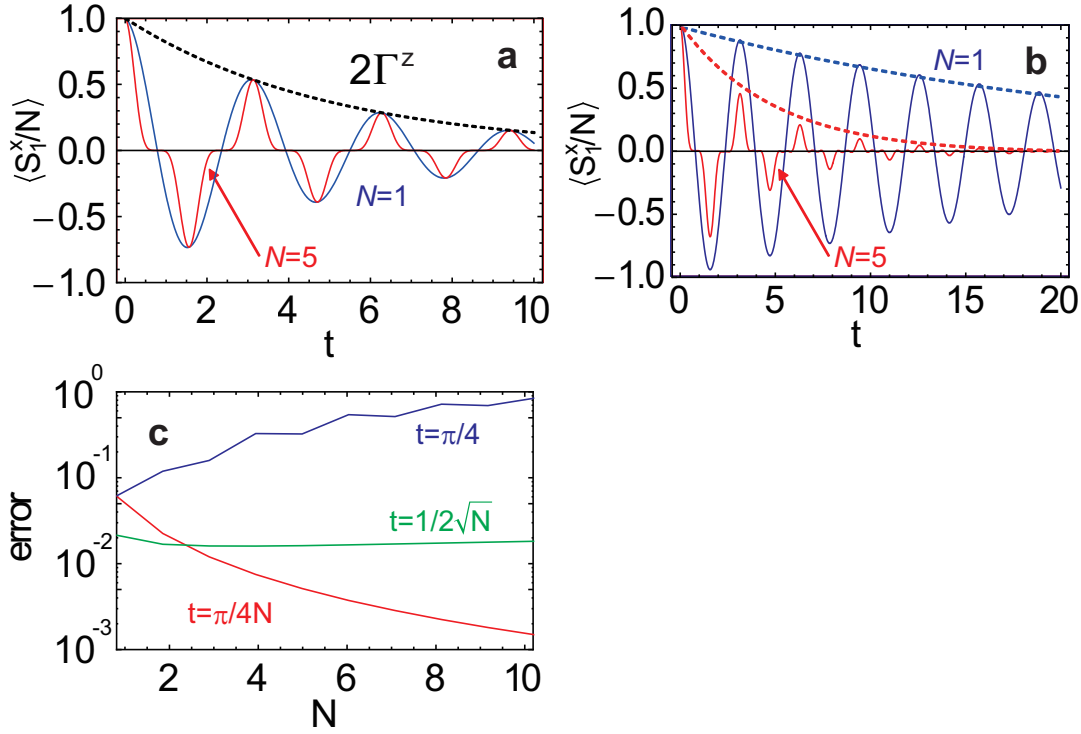 a
2Γᶻ
⟨S₁ˣ/N⟩
1.0
0.5
0.0
−0.5
−1.0
N=1
N=5
0 2 4 6 8 10
t
b
N=1
⟨S₁ˣ/N⟩
1.0
0.5
0.0
−0.5
−1.0
N=5
0 5 10 15 20
t
c
error
10⁰
10⁻¹
10⁻²
10⁻³
t=π/4
t=1/2√N
t=π/4N
2 4 6 8 10
N